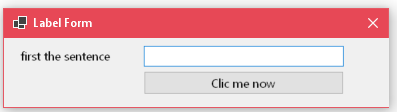 Label Form
first the sentence
Clic me now